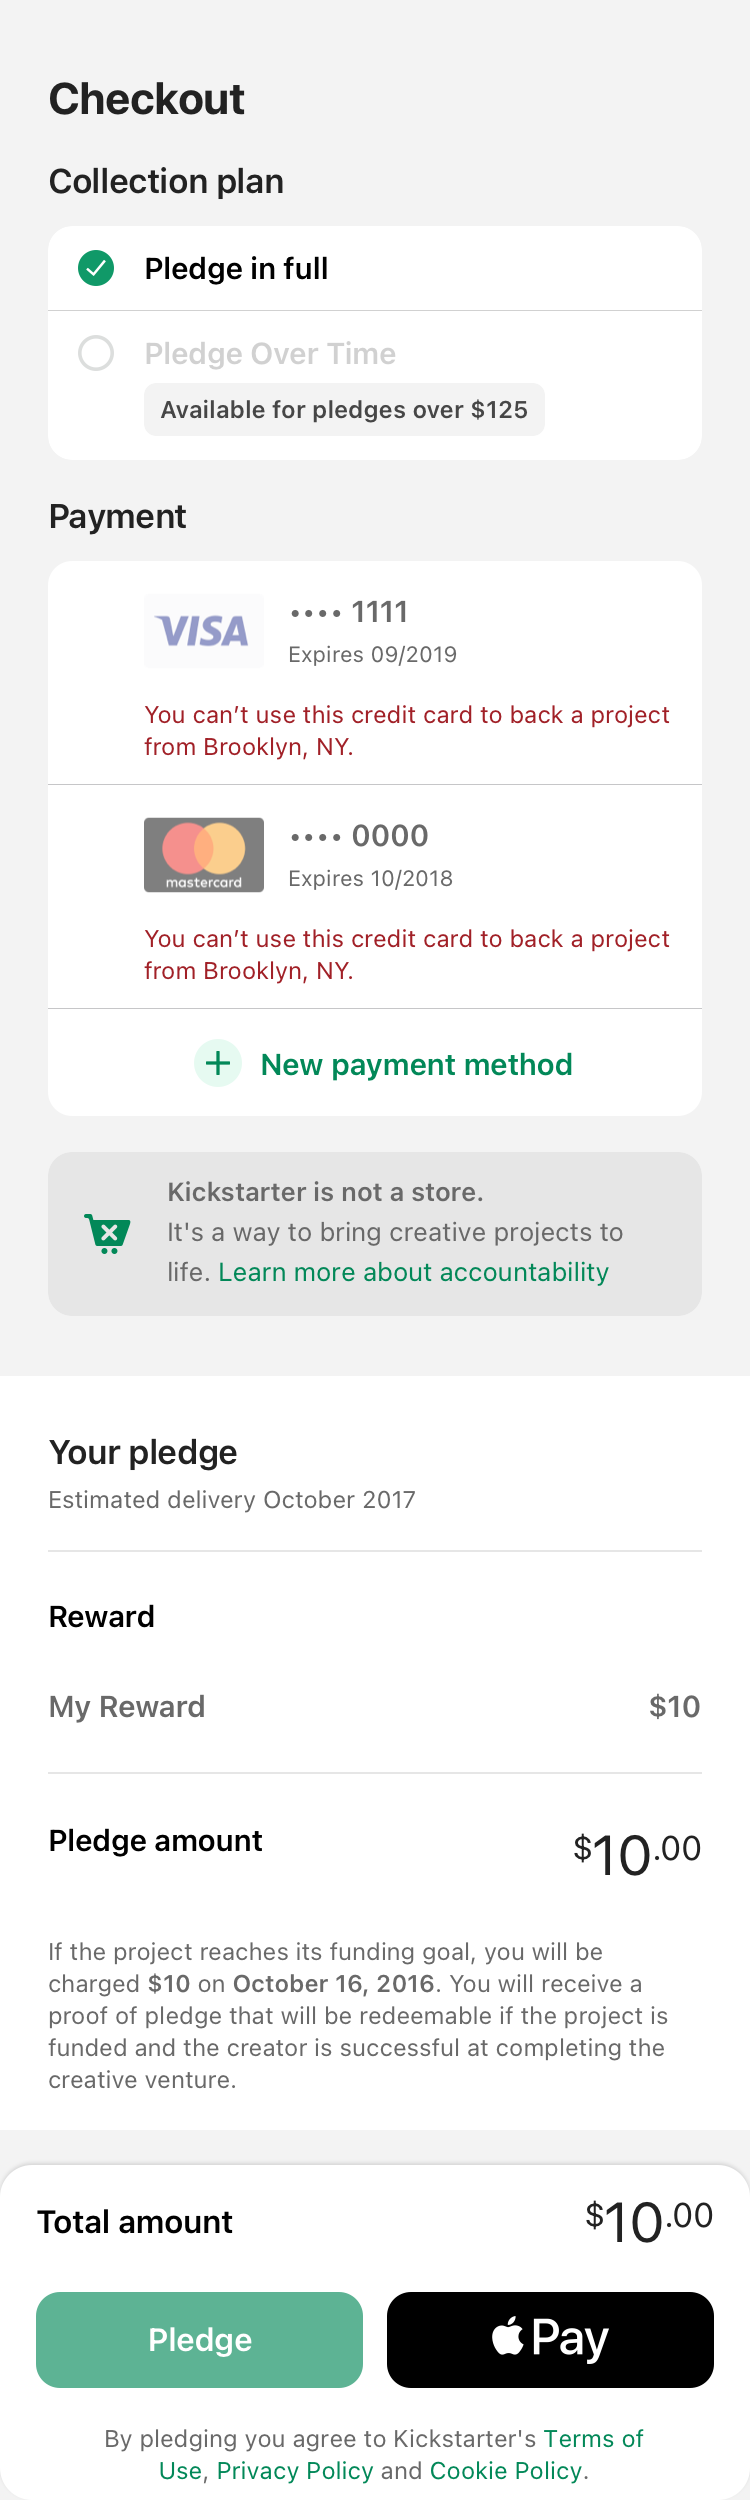 Checkout
Collection plan
Pledge in full
Pledge Over Time
Available for pledges over $125
Payment
VISA
•••• 1111
Expires 09/2019
You can’t use this credit card to back a project
from Brooklyn, NY.
mastercard
•••• 0000
Expires 10/2018
You can’t use this credit card to back a project
from Brooklyn, NY.
New payment method
Kickstarter is not a store.
It's a way to bring creative projects to
life. Learn more about accountability
Your pledge
Estimated delivery October 2017
Reward
My Reward $10
Pledge amount $10.00
If the project reaches its funding goal, you will be
charged $10 on October 16, 2016. You will receive a
proof of pledge that will be redeemable if the project is
funded and the creator is successful at completing the
creative venture.
Total amount $10.00
Pledge
Pay
By pledging you agree to Kickstarter's Terms of
Use, Privacy Policy and Cookie Policy.